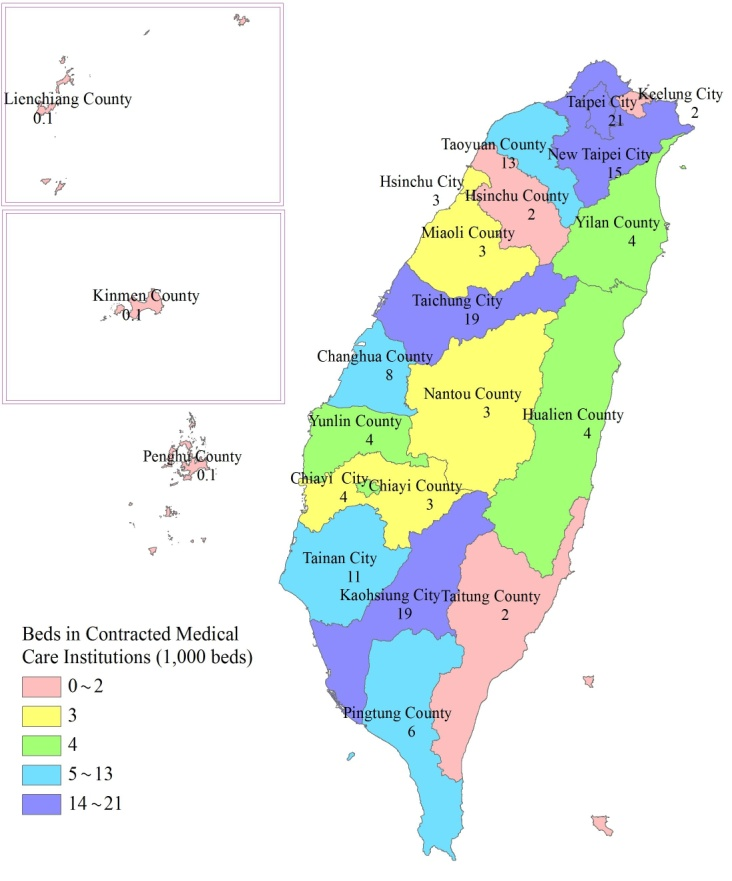 Lienchiang County
0.1
Kinmen County
0.1
Penghu County
0.1
Taipei City
21
Keelung City
2
Taoyuan County
13
New Taipei City
15
Hsinchu City
3
Hsinchu County
2
Yilan County
4
Miaoli County
3
Taichung City
19
Changhua County
8
Nantou County
3
Hualien County
4
Yunlin County
4
Chiayi City
4
Chiayi County
3
Tainan City
11
Kaohsiung City
19
Taitung County
2
Pingtung County
6
Beds in Contracted Medical
Care Institutions (1,000 beds)
0~2
3
4
5~13
14~21